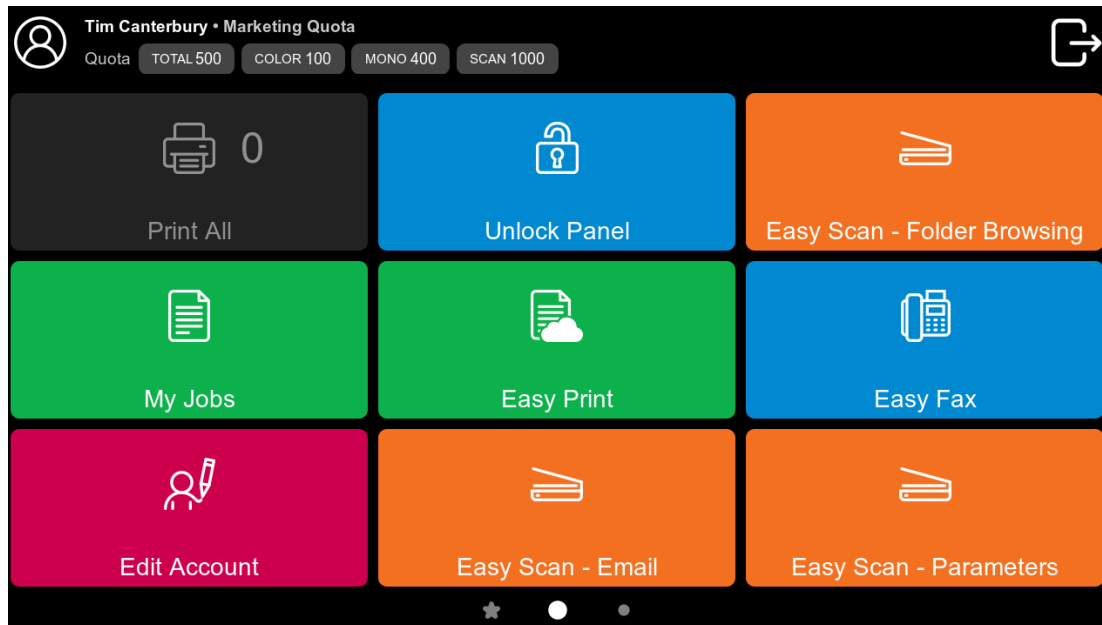 Tim Canterbury • Marketing Quota
Quota TOTAL 500 COLOR 100 MONO 400 SCAN 1000
0
Print All
Unlock Panel
Easy Scan - Folder Browsing
My Jobs
Easy Print
Easy Fax
Edit Account
Easy Scan - Email
Easy Scan - Parameters